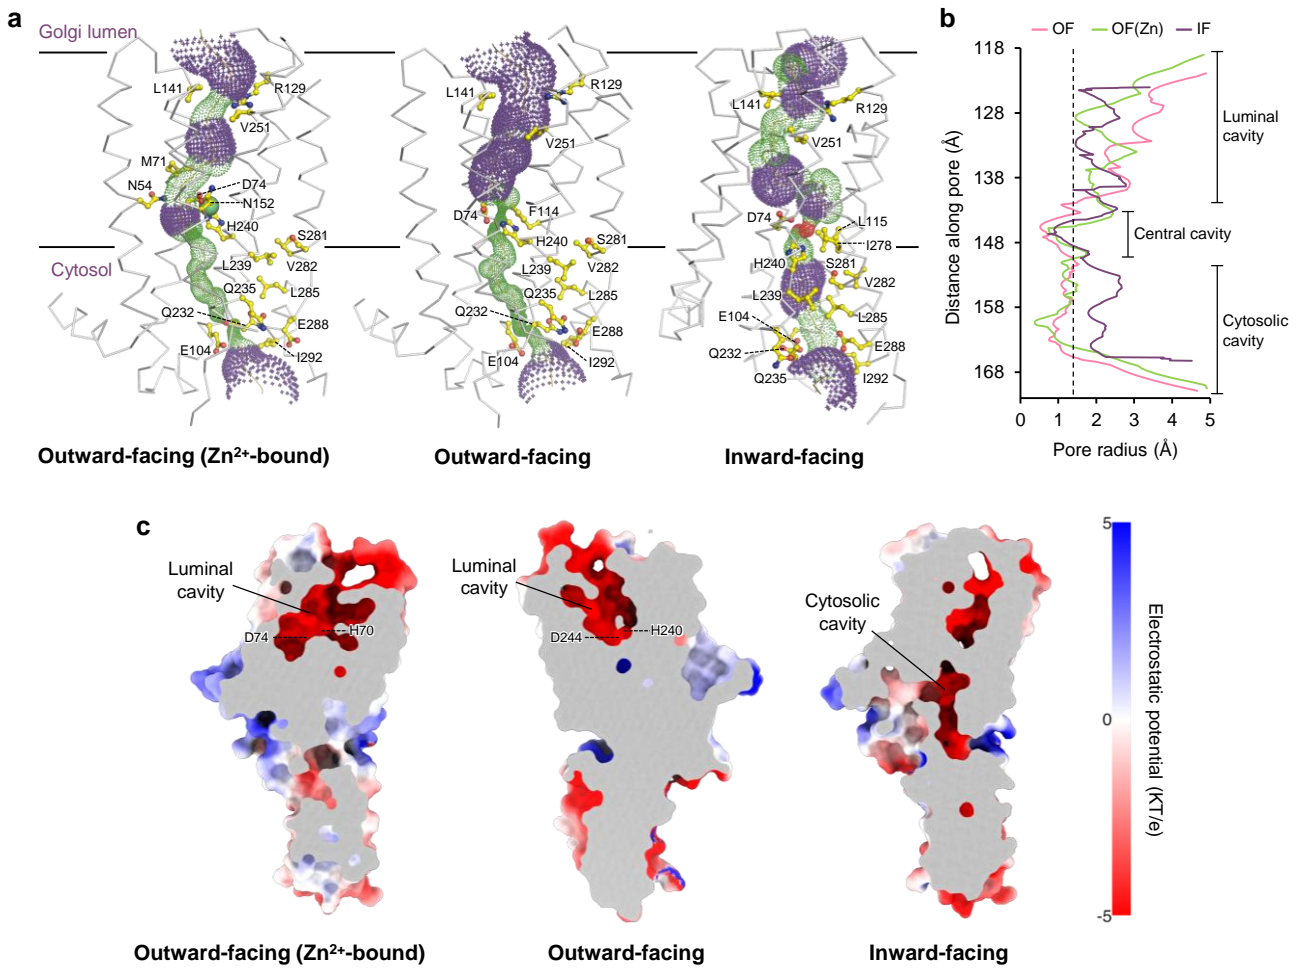 a
Golgi lumen
Cytosol
L141
R129
V251
M71
N54
D74
N152
H240
S281
L239
V282
Q235
L285
Q232
E288
E104
I292
Outward-facing (Zn²⁺-bound)
L141
R129
V251
D74
F114
H240
S281
L239
V282
Q235
L285
Q232
E288
E104
I292
Outward-facing
L141
R129
V251
D74
L115
I278
H240
S281
V282
L239
L285
E104
E288
Q232
Q235
I292
Inward-facing
b
OF
OF(Zn)
IF
Distance along pore (Å)
118
128
138
148
158
168
0
1
2
3
4
5
Pore radius (Å)
Luminal
cavity
Central cavity
Cytosolic
cavity
c
Luminal
cavity
D74
H70
Outward-facing (Zn²⁺-bound)
Luminal
cavity
D244
H240
Outward-facing
Cytosolic
cavity
Inward-facing
5
0
-5
Electrostatic potential (KT/e)